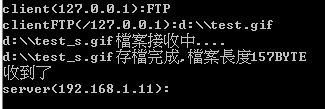 client(127.0.0.1):FTP
clientFTP(/127.0.0.1):d:\\test.gif
d:\\test_s.gif檔案接收中....
d:\\test_s.gif存檔完成,檔案長度157BYTE
收到了
server(192.168.1.11):